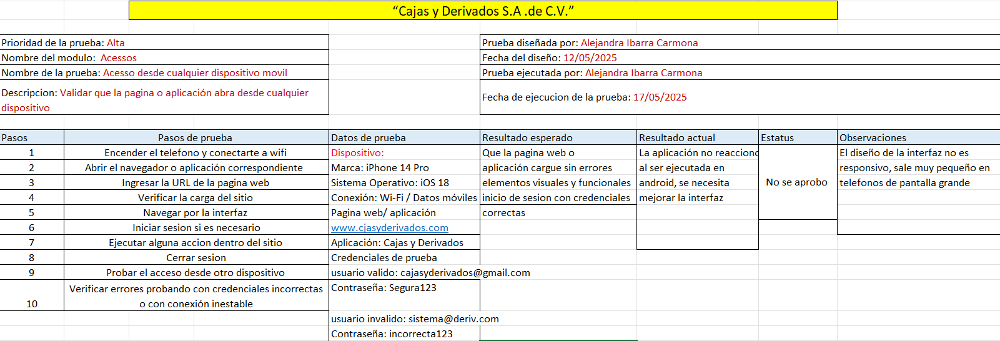 “Cajas y Derivados S.A .de C.V.”
Prioridad de la prueba: Alta
Prueba diseñada por: Alejandra Ibarra Carmona
Nombre del modulo:  Acessos
Fecha del diseño: 12/05/2025
Nombre de la prueba: Acesso desde cualquier dispositivo movil
Prueba ejecutada por: Alejandra Ibarra Carmona
Descripcion: Validar que la pagina o aplicación abra desde cualquier
dispositivo
Fecha de ejecucion de la prueba: 17/05/2025
Pasos Pasos de prueba Datos de prueba Resultado esperado Resultado actual Estatus Observaciones
1 Encender el telefono y conectarte a wifi Dispositivo: Que la pagina web o La aplicación no reacciono El diseño de la interfaz no es
2 Abrir el navegador o aplicación correspondiente Marca: iPhone 14 Pro aplicación cargue sin errores al ser ejecutada en responsivo, sale muy pequeño en
3 Ingresar la URL de la pagina web Sistema Operativo: iOS 18 elementos visuales y funcionales android, se necesita No se aprobo telefonos de pantalla grande
4 Verificar la carga del sitio Conexión: Wi-Fi / Datos móviles inicio de sesion con credenciales mejorar la interfaz
5 Navegar por la interfaz Pagina web/ aplicación correctas
6 Iniciar sesion si es necesario www.cjasyderivados.com
7 Ejecutar alguna accion dentro del sitio Aplicación: Cajas y Derivados
8 Cerrar sesion Credenciales de prueba
9 Probar el acceso desde otro dispositivo usuario valido: cajasyderivados@gmail.com
10 Verificar errores probando con credenciales incorrectas Contraseña: Segura123
o con conexión inestable
usuario invalido: sistema@deriv.com
Contraseña: incorrecta123